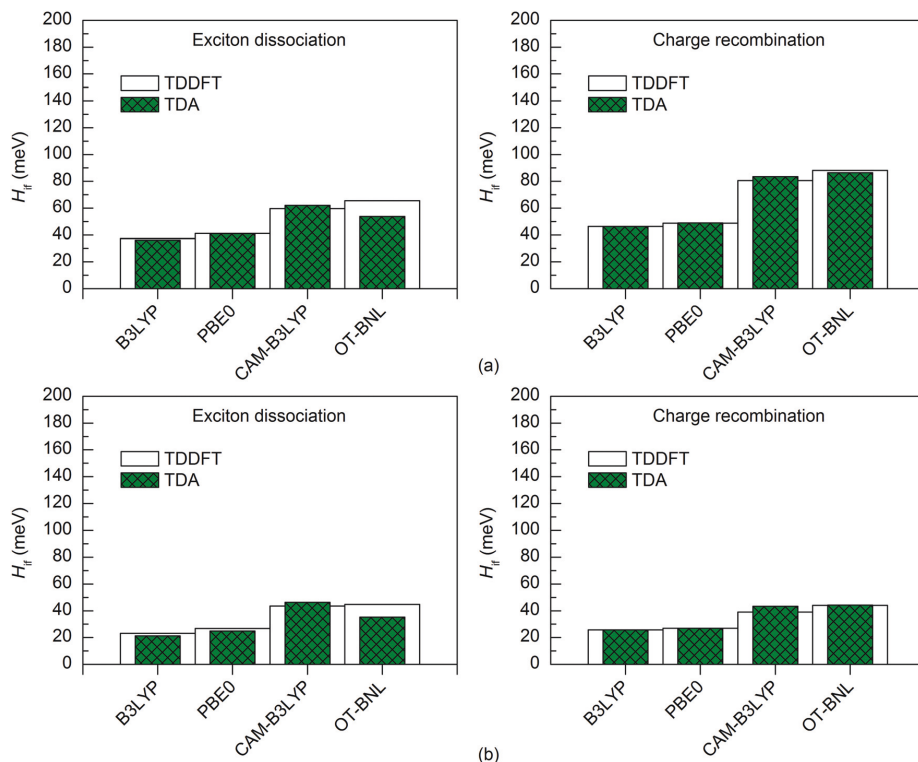 Exciton dissociation
TDDFT
TDA
H_if (meV)
200
180
160
140
120
100
80
60
40
20
0
B3LYP
PBE0
CAM-B3LYP
OT-BNL
Charge recombination
TDDFT
TDA
H_if (meV)
200
180
160
140
120
100
80
60
40
20
0
B3LYP
PBE0
CAM-B3LYP
OT-BNL
(a)
Exciton dissociation
TDDFT
TDA
H_if (meV)
200
180
160
140
120
100
80
60
40
20
0
B3LYP
PBE0
CAM-B3LYP
OT-BNL
Charge recombination
TDDFT
TDA
H_if (meV)
200
180
160
140
120
100
80
60
40
20
0
B3LYP
PBE0
CAM-B3LYP
OT-BNL
(b)